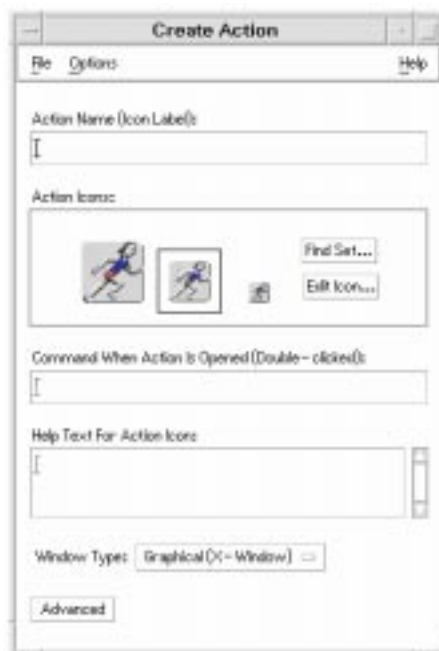 Create Action
File Options Help
Action Name (Icon Label):
Action Icons:
Find Set...
Edit Icon...
Command When Action Is Opened (Double-clicked):
Help Text For Action Icon:
Window Type: Graphical (X-Window)
Advanced